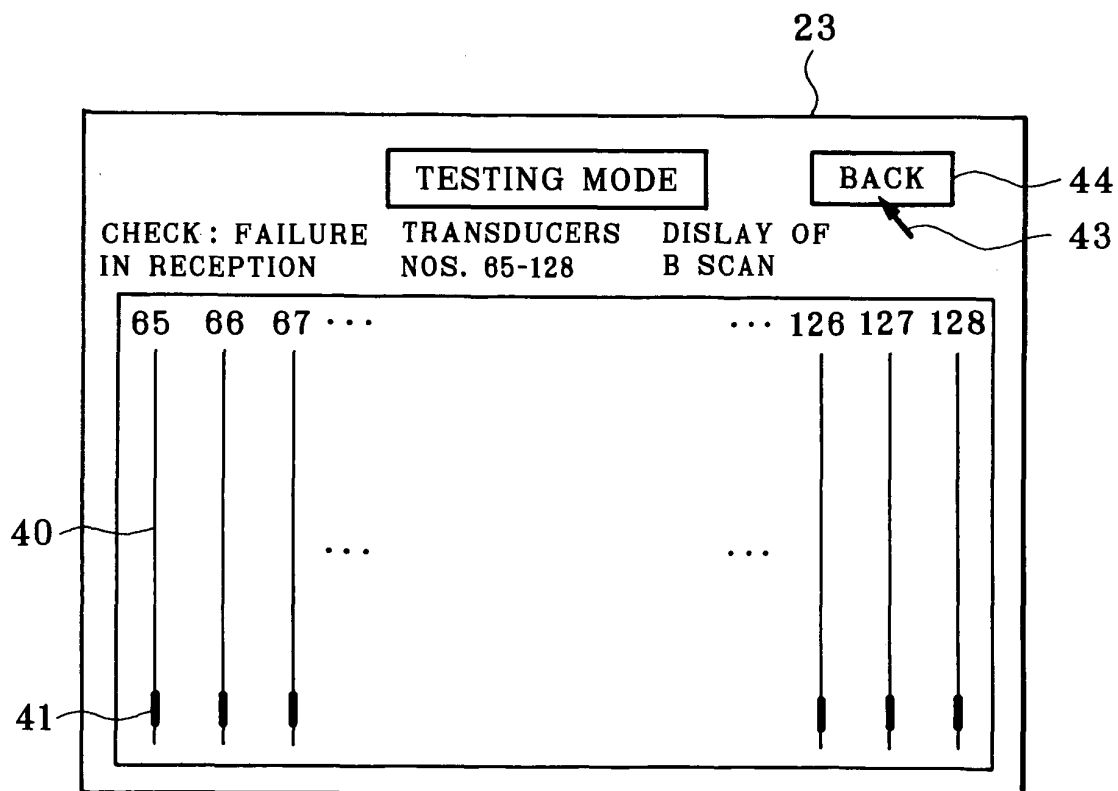 23
TESTING MODE
BACK
44
43
CHECK: FAILURE IN RECEPTION
TRANSDUCERS NOS. 65-128
DISLAY OF B SCAN
65 66 67 ··· ··· 126 127 128
40
··· ···
41